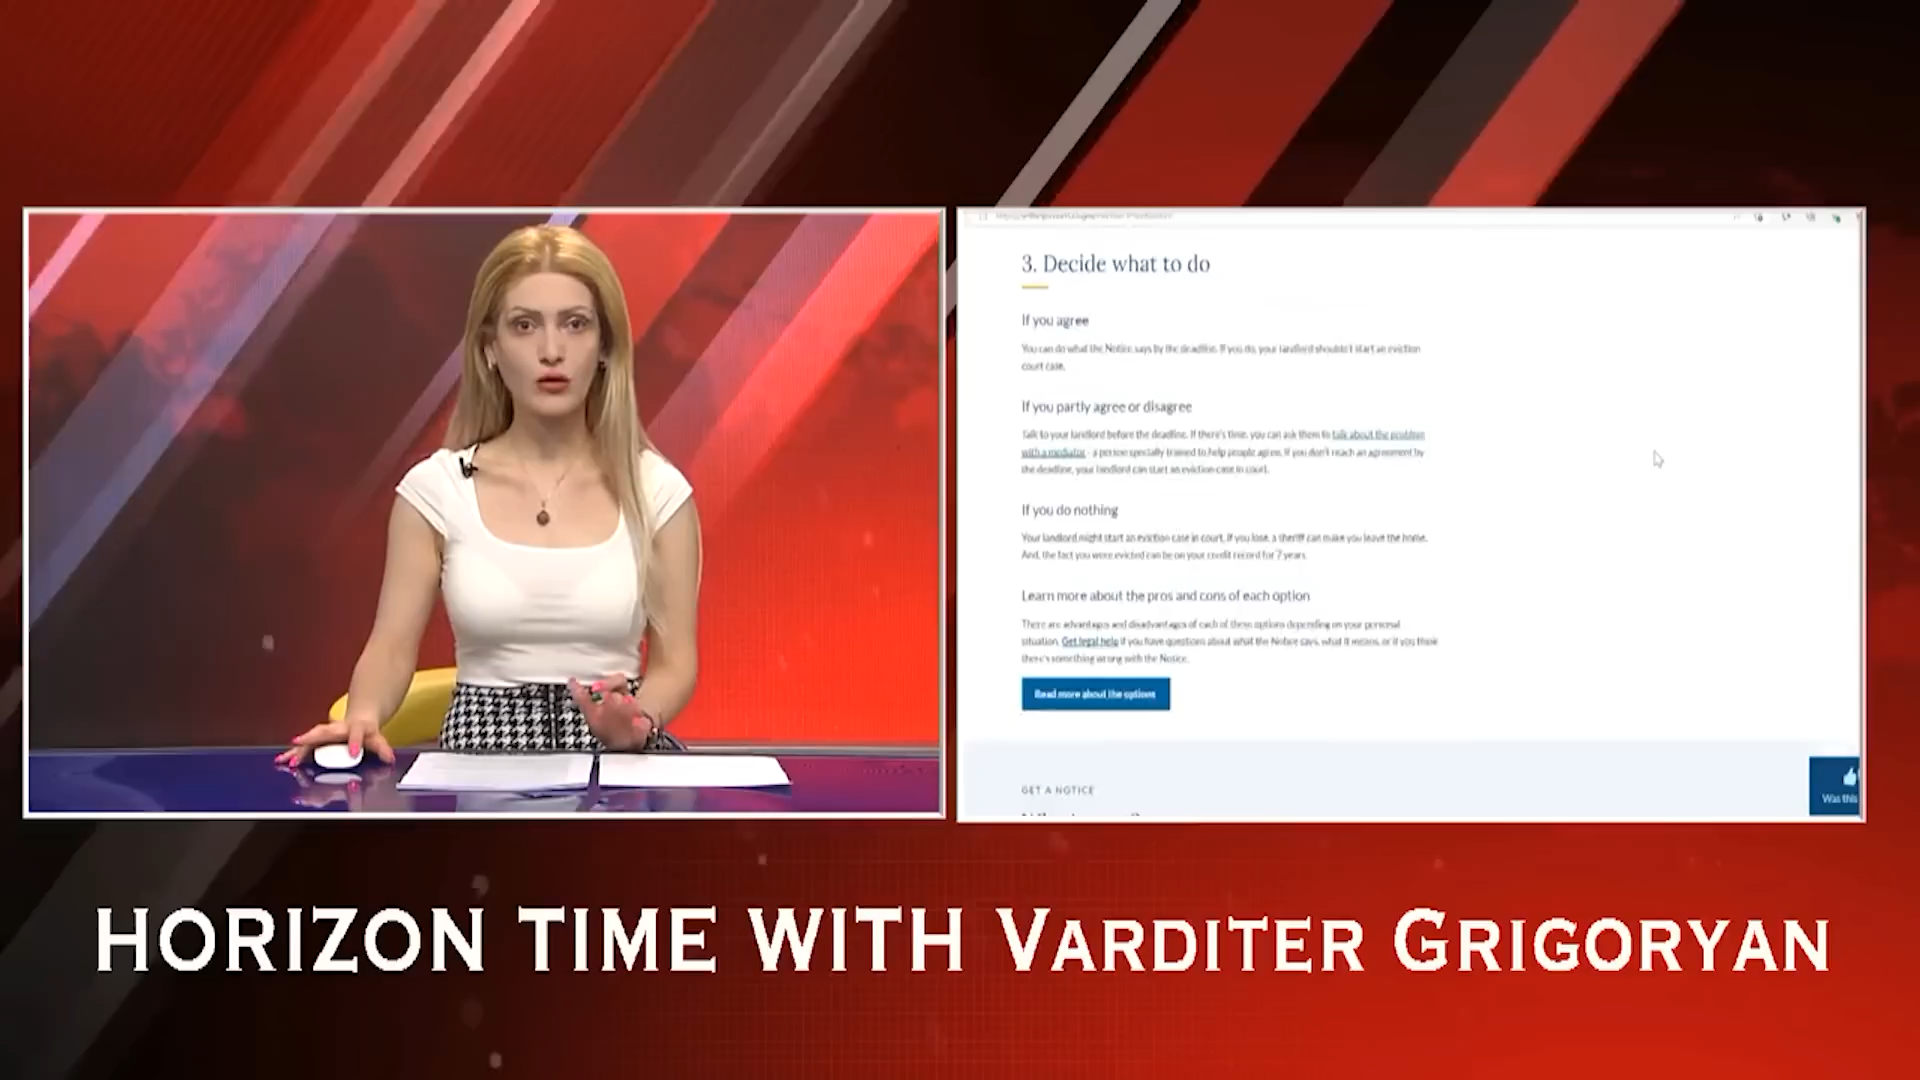 3. Decide what to do
If you agree
You can do what the Notice says by the deadline. If you do, your landlord shouldn't start an eviction
court case.
If you partly agree or disagree
Talk to your landlord before the deadline. If there's time, you can ask them to talk about the problem
with a mediator - a person specially trained to help people agree. If you don't reach an agreement by
the deadline, your landlord can start an eviction case in court.
If you do nothing
Your landlord might start an eviction case in court. If you lose, a sheriff can make you leave the home.
And, the fact you were evicted can be on your credit record for 7 years.
Learn more about the pros and cons of each option
There are advantages and disadvantages of each of these options depending on your personal
situation. Get legal help if you have questions about what the Notice says, what it means, or if you think
there's something wrong with the Notice.
Read more about the options
GET A NOTICE
Was this
HORIZON TIME WITH VARDITER GRIGORYAN